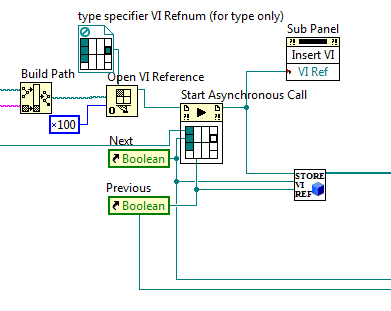 type specifier VI Refnum (for type only)
Sub Panel
Insert VI
VI Ref
Build Path
Open VI Reference
Start Asynchronous Call
×100
Next
Boolean
Previous
Boolean
STORE
VI
REF